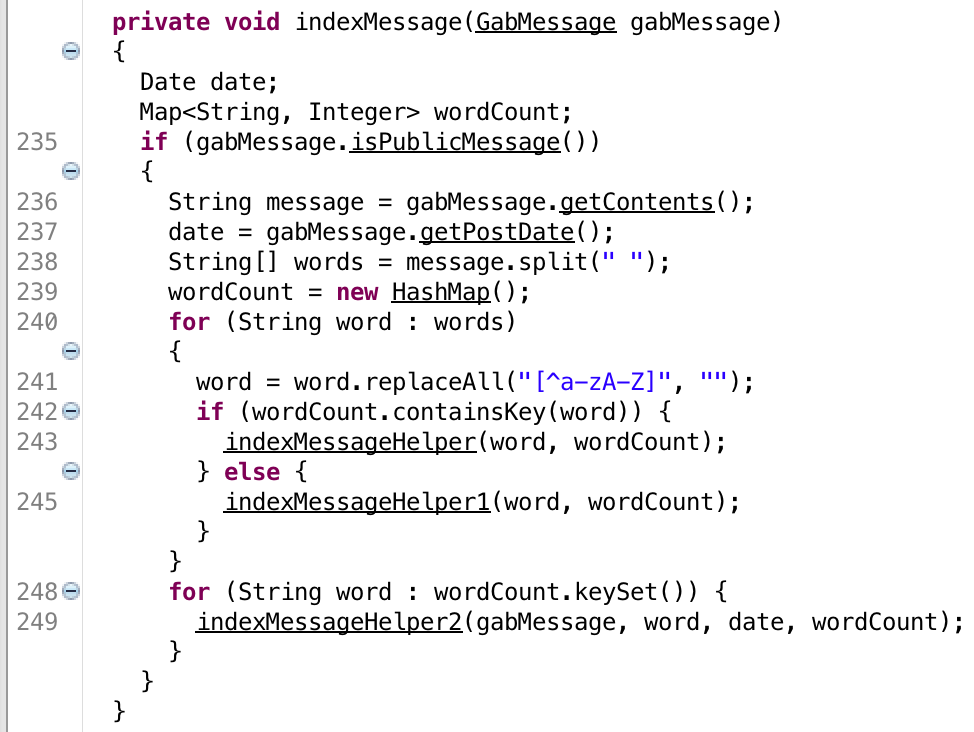 private void indexMessage(GabMessage gabMessage)
{
Date date;
Map<String, Integer> wordCount;
235 if (gabMessage.isPublicMessage())
{
236 String message = gabMessage.getContents();
237 date = gabMessage.getPostDate();
238 String[] words = message.split(" ");
239 wordCount = new HashMap();
240 for (String word : words)
{
241 word = word.replaceAll("[^a-zA-Z]", "");
242 if (wordCount.containsKey(word)) {
243 indexMessageHelper(word, wordCount);
} else {
245 indexMessageHelper1(word, wordCount);
}
}
248 for (String word : wordCount.keySet()) {
249 indexMessageHelper2(gabMessage, word, date, wordCount);
}
}
}